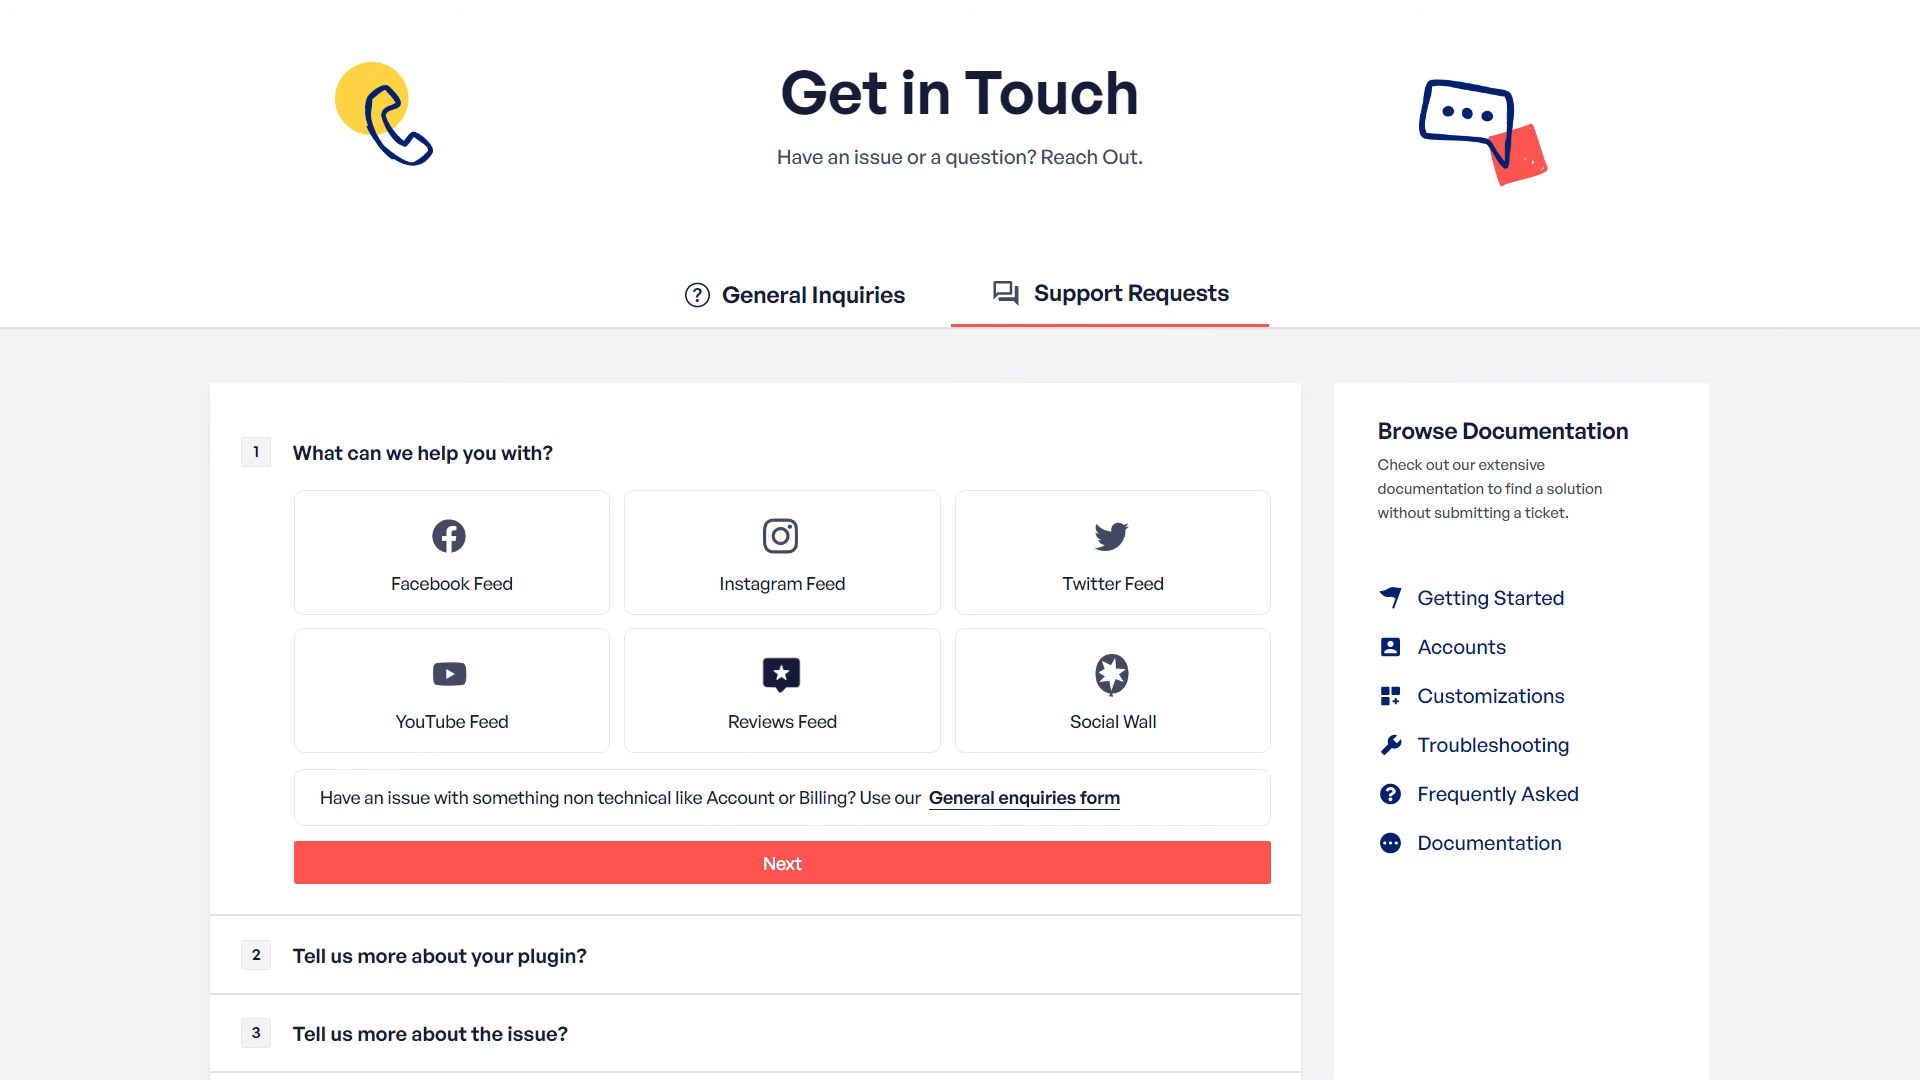 Get in Touch
Have an issue or a question? Reach Out.
General Inquiries
Support Requests
1
What can we help you with?
Facebook Feed
Instagram Feed
Twitter Feed
YouTube Feed
Reviews Feed
Social Wall
Have an issue with something non technical like Account or Billing? Use our General enquiries form
Next
2
Tell us more about your plugin?
3
Tell us more about the issue?
Browse Documentation
Check out our extensive
documentation to find a solution
without submitting a ticket.
Getting Started
Accounts
Customizations
Troubleshooting
Frequently Asked
Documentation